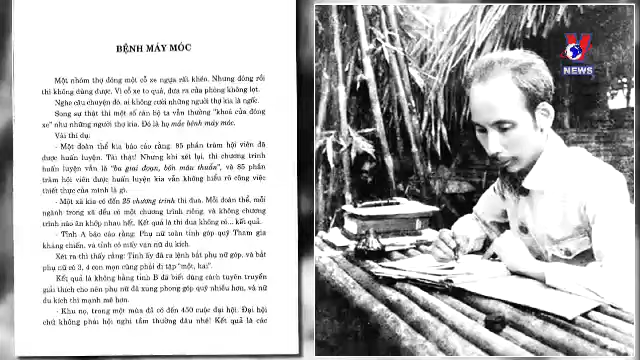 BỆNH MÁY MÓC
Một nhóm thợ đóng một cỗ xe ngựa rất khéo. Nhưng đóng rồi
thì không dùng được. Vì cỗ xe to quá, đưa ra cửa phòng không lọt.
Nghe câu chuyện đó, ai không cười những người thợ kia là ngốc.
Song sự thật thì một số cán bộ ta vẫn thường "khoá cửa đóng
xe" như những người thợ kia. Đó là họ mắc bệnh máy móc.
Vài thí dụ:
- Một đoàn thể kia báo cáo rằng: 85 phần trăm hội viên đã
được huấn luyện. Tài thật! Nhưng khi xét lại, thì chương trình
huấn luyện vẫn là "ba giai đoạn, bốn mâu thuẫn", và 85 phần
trăm hội viên được huấn luyện kia vẫn không hiểu rõ công việc
thiết thực của mình là gì.
- Một xã kia có đến 25 chương trình thi đua. Mỗi đoàn thể, mỗi
ngành trong xã đều có một chương trình riêng, và không chương
trình nào ăn khớp nhau hết. Kết quả là thi đua không có... kết quả.
- Tỉnh A báo cáo rằng: Phụ nữ toàn tỉnh góp quỹ Tham gia
kháng chiến, và tỉnh có mấy vạn nữ du kích.
Xét ra thì thấy rằng: Tỉnh ấy đã ra lệnh bắt phụ nữ góp, và bắt
phụ nữ có 3, 4 con mọn cũng phải đi tập "một, hai".
Kết quả là không bằng tỉnh B đã biết dùng cách tuyên truyền
giải thích cho nên phụ nữ đã xung phong góp quỹ nhiều hơn, và nữ
du kích thì mạnh mẽ hơn.
- Khu nọ, trong một mùa đã có đến 450 cuộc đại hội. Đại hội
chứ không phải hội nghị tầm thường đâu nhé! Kết quả là các
V
NEWS